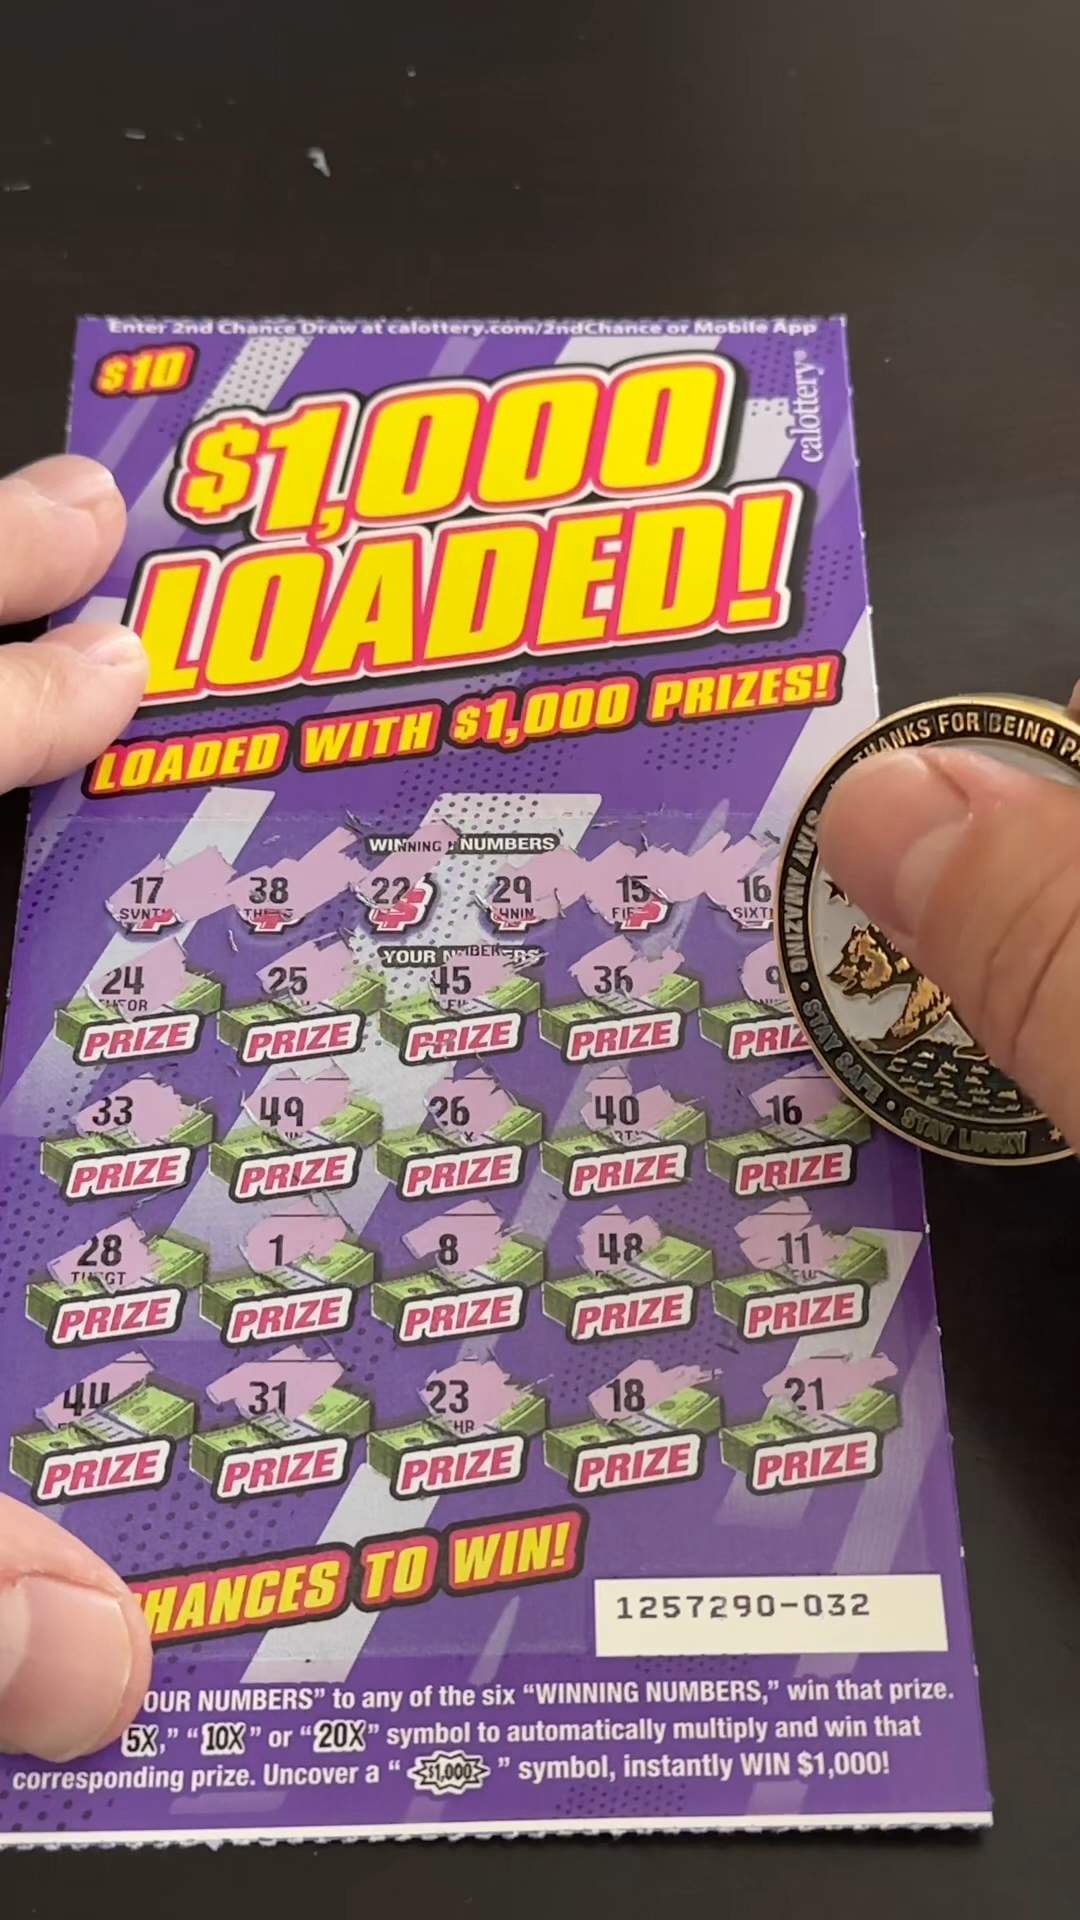 Enter 2nd Chance Draw at calottery.com/2ndChance or Mobile App
$10
calottery®
$1,000
LOADED!
LOADED WITH $1,000 PRIZES!
THANKS FOR BEING
STAY AMAZING • STAY SAFE • STAY LUCKY
WINNING NUMBERS
17 38 22 29 15 16
YOUR NUMBERS
24 25 45 36 9
PRIZE PRIZE PRIZE PRIZE
33 49 26 40 16
PRIZE PRIZE PRIZE PRIZE PRIZE
28 1 8 48 11
PRIZE PRIZE PRIZE PRIZE PRIZE
44 31 23 18 21
PRIZE PRIZE PRIZE PRIZE PRIZE
CHANCES TO WIN!
1257290-032
NUMBERS” to any of the six “WINNING NUMBERS,” win that prize.
5X,” “10X” or “20X” symbol to automatically multiply and win that
corresponding prize. Uncover a “$1,000” symbol, instantly WIN $1,000!